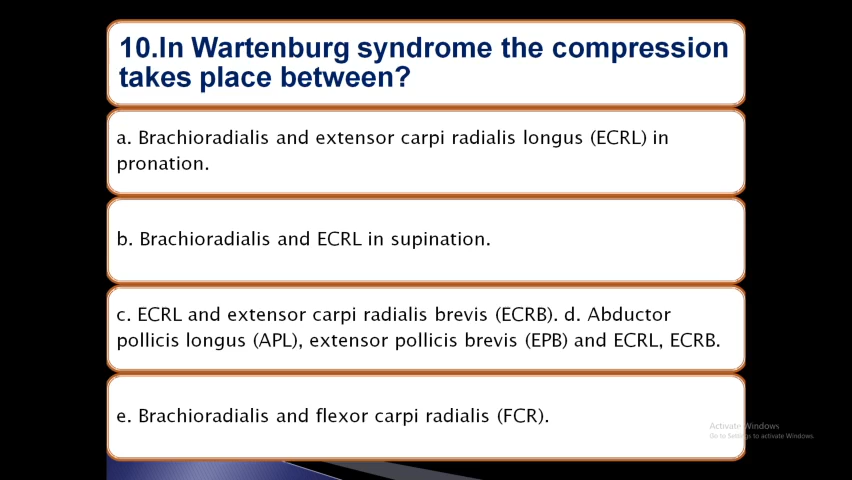 10.In Wartenburg syndrome the compression
takes place between?
a. Brachioradialis and extensor carpi radialis longus (ECRL) in
pronation.
b. Brachioradialis and ECRL in supination.
c. ECRL and extensor carpi radialis brevis (ECRB). d. Abductor
pollicis longus (APL), extensor pollicis brevis (EPB) and ECRL, ECRB.
e. Brachioradialis and flexor carpi radialis (FCR).
Activate Windows
Go to Settings to activate Windows.